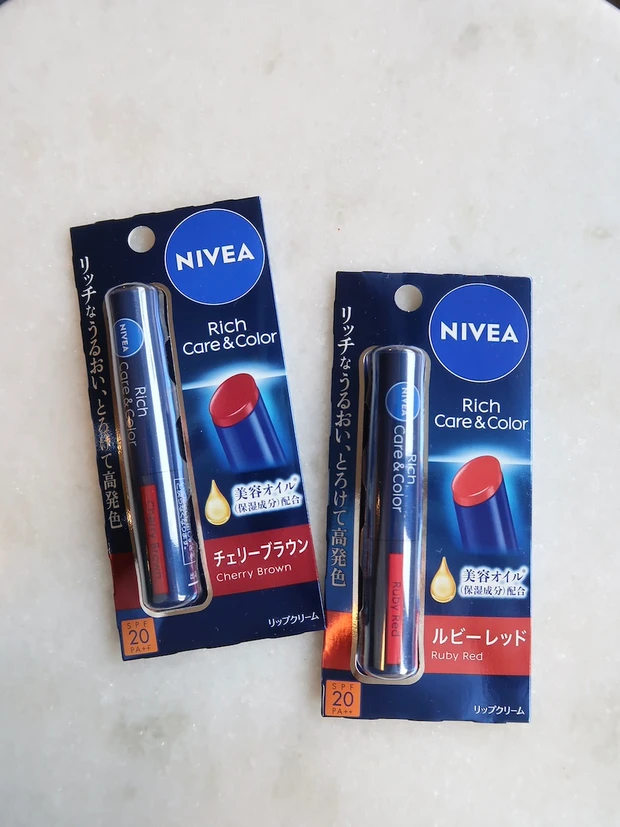 NIVEA
Rich
Care & Color
リッチなうるおい、とろけて高発色
NIVEA
Rich
Care & Color
美容オイル*
(保湿成分)配合
チェリーブラウン
Cherry Brown
Cherry Brown
SPF
20
PA++
リップクリーム
NIVEA
Rich
Care & Color
リッチなうるおい、とろけて高発色
NIVEA
Rich
Care & Color
美容オイル*
(保湿成分)配合
ルビーレッド
Ruby Red
Ruby Red
SPF
20
PA++
リップクリーム